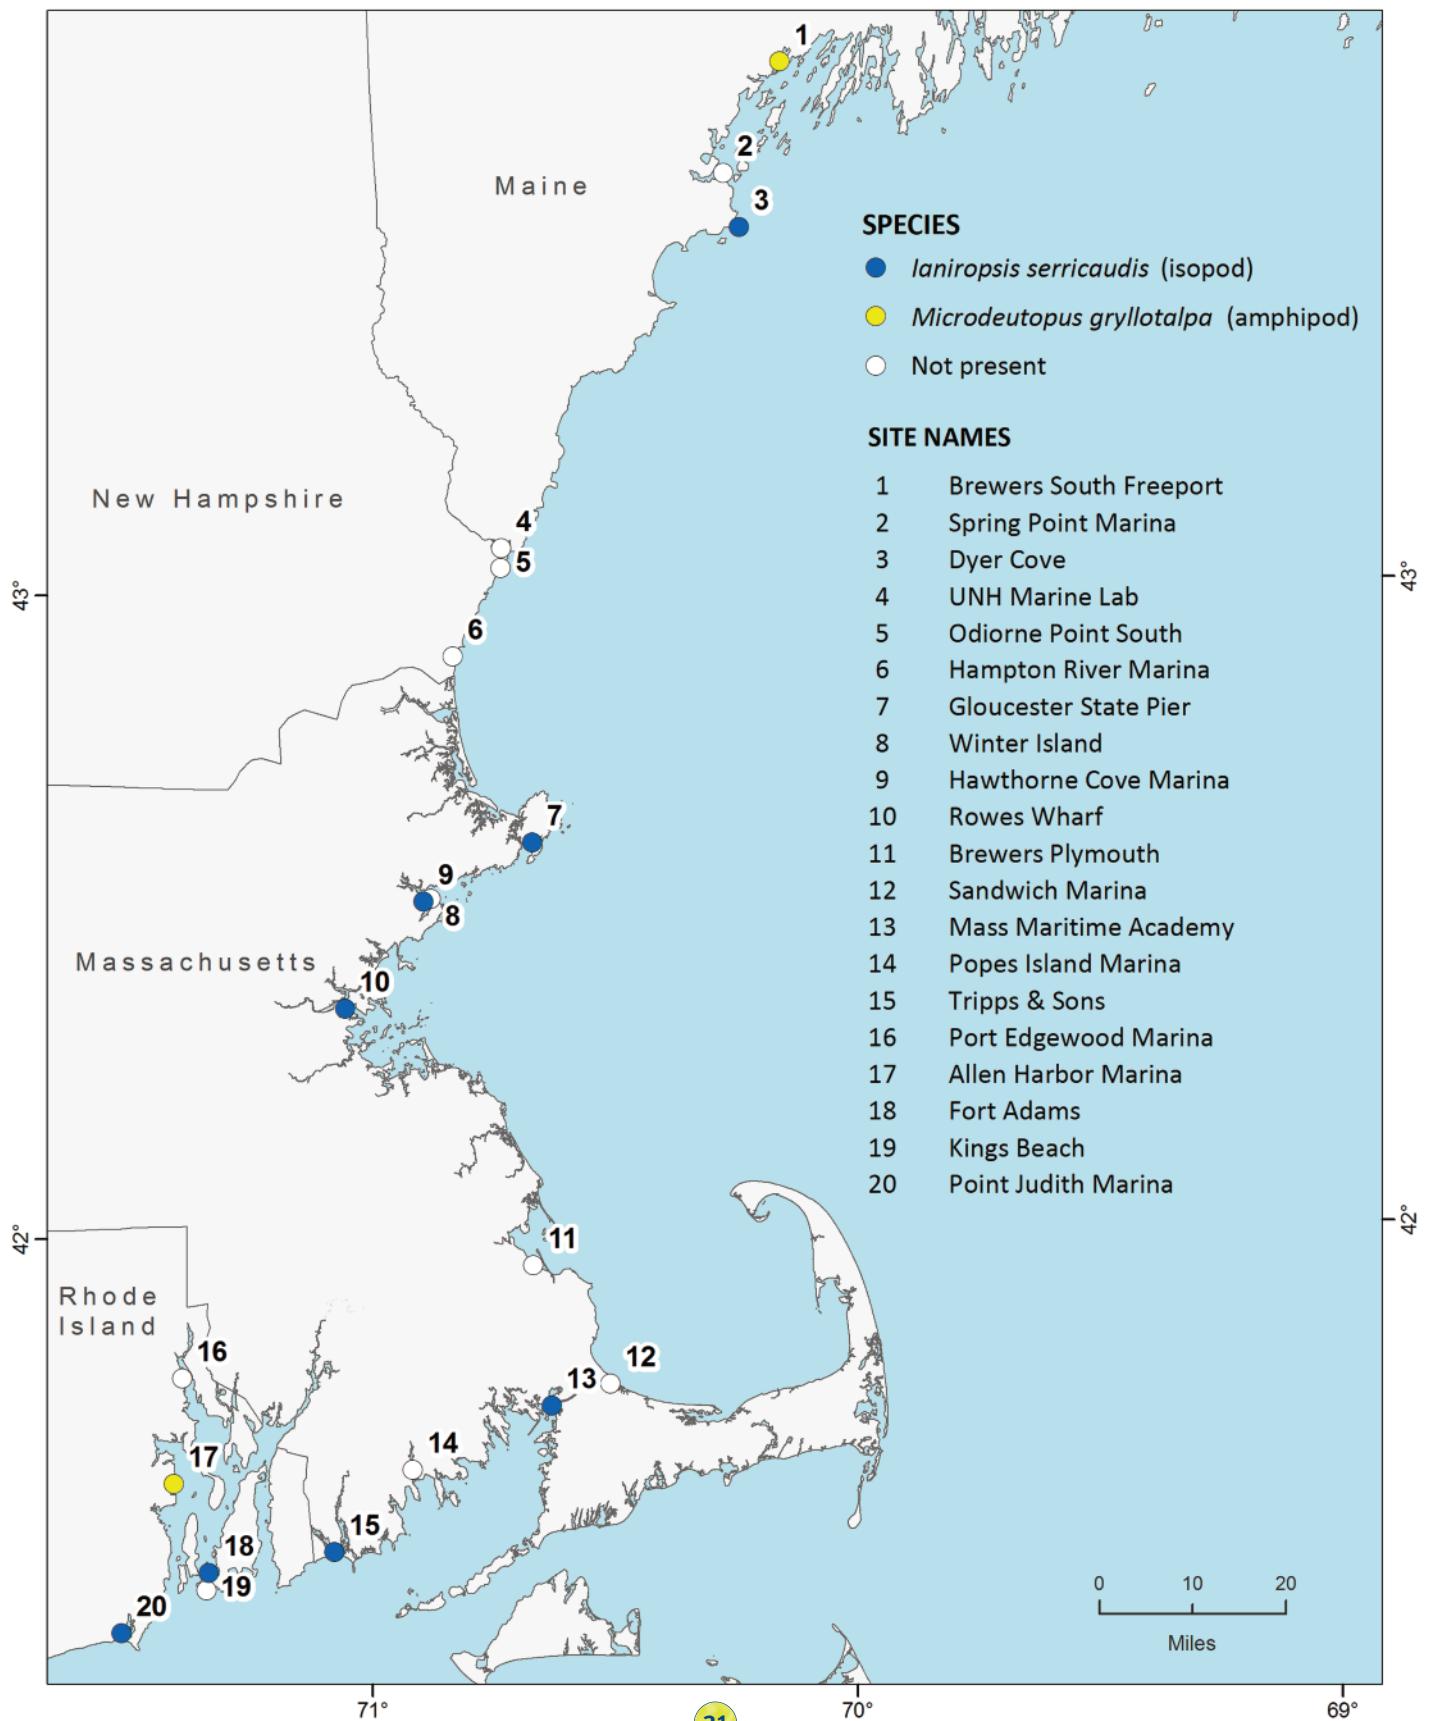 1
2
Maine
3
SPECIES
Ianiropsis serricaudis (isopod)
Microdeutopus gryllotalpa (amphipod)
Not present
SITE NAMES
1 Brewers South Freeport
2 Spring Point Marina
3 Dyer Cove
4 UNH Marine Lab
5 Odiorne Point South
6 Hampton River Marina
7 Gloucester State Pier
8 Winter Island
9 Hawthorne Cove Marina
10 Rowes Wharf
11 Brewers Plymouth
12 Sandwich Marina
13 Mass Maritime Academy
14 Popes Island Marina
15 Tripps & Sons
16 Port Edgewood Marina
17 Allen Harbor Marina
18 Fort Adams
19 Kings Beach
20 Point Judith Marina
New Hampshire
4
5
43°
43°
6
7
9
8
Massachusetts
10
42°
42°
11
Rhode
Island
16
12
13
14
17
15
18
19
20
0 10 20
Miles
71°
70°
69°
21